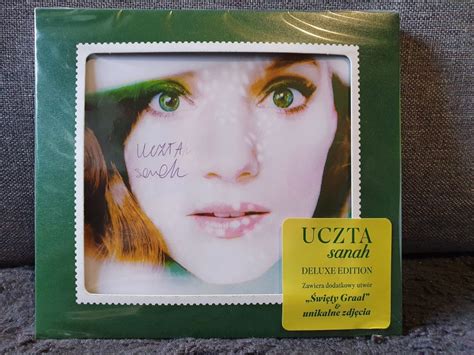 UCZTA
sanah
UCZTA
sanah
DELUXE EDITION
Zawiera dodatkowy utwór
„Święty Graal”
&
unikalne zdjęcia